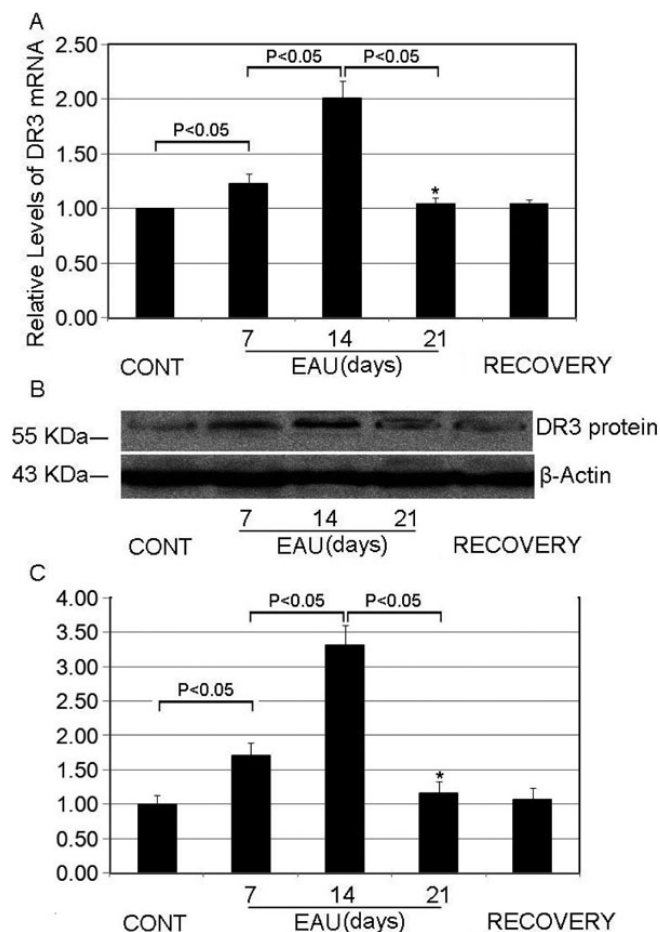 A
Relative Levels of DR3 mRNA
2.50
2.00
1.50
1.00
0.50
0.00
P<0.05
P<0.05 P<0.05
*
7 14 21
CONT EAU(days) RECOVERY
B
55 KDa
DR3 protein
43 KDa
β-Actin
7 14 21
CONT EAU(days) RECOVERY
C
4.00
3.50
3.00
2.50
2.00
1.50
1.00
0.50
0.00
P<0.05
P<0.05 P<0.05
*
7 14 21
CONT EAU(days) RECOVERY